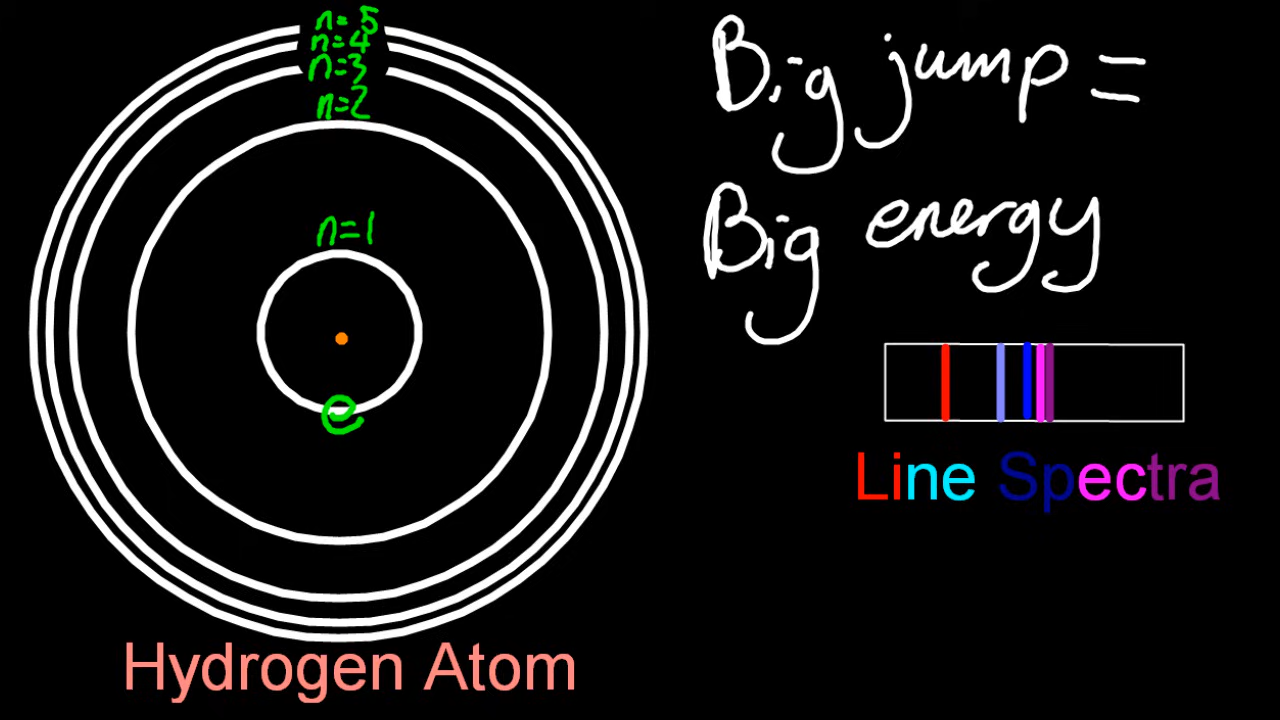 n=5
n=4
n=3
n=2
n=1
e
Hydrogen Atom
Big jump =
Big energy
Line Spectra